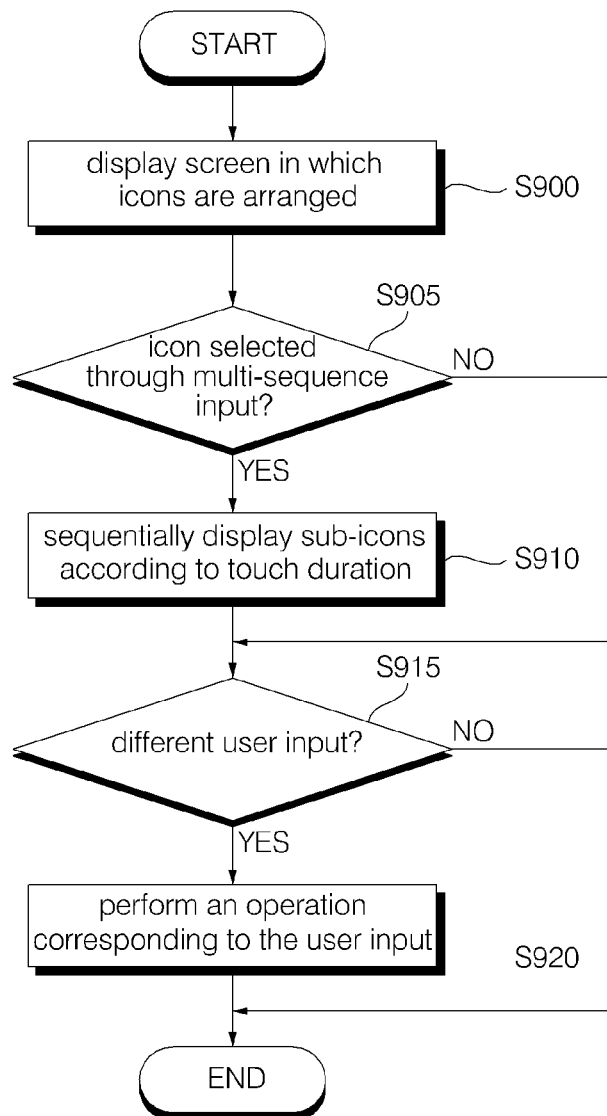 START
display screen in which
icons are arranged
S900
S905
icon selected
through multi-sequence
input?
NO
YES
sequentially display sub-icons
according to touch duration
S910
S915
different user input?
NO
YES
perform an operation
corresponding to the user input
S920
END